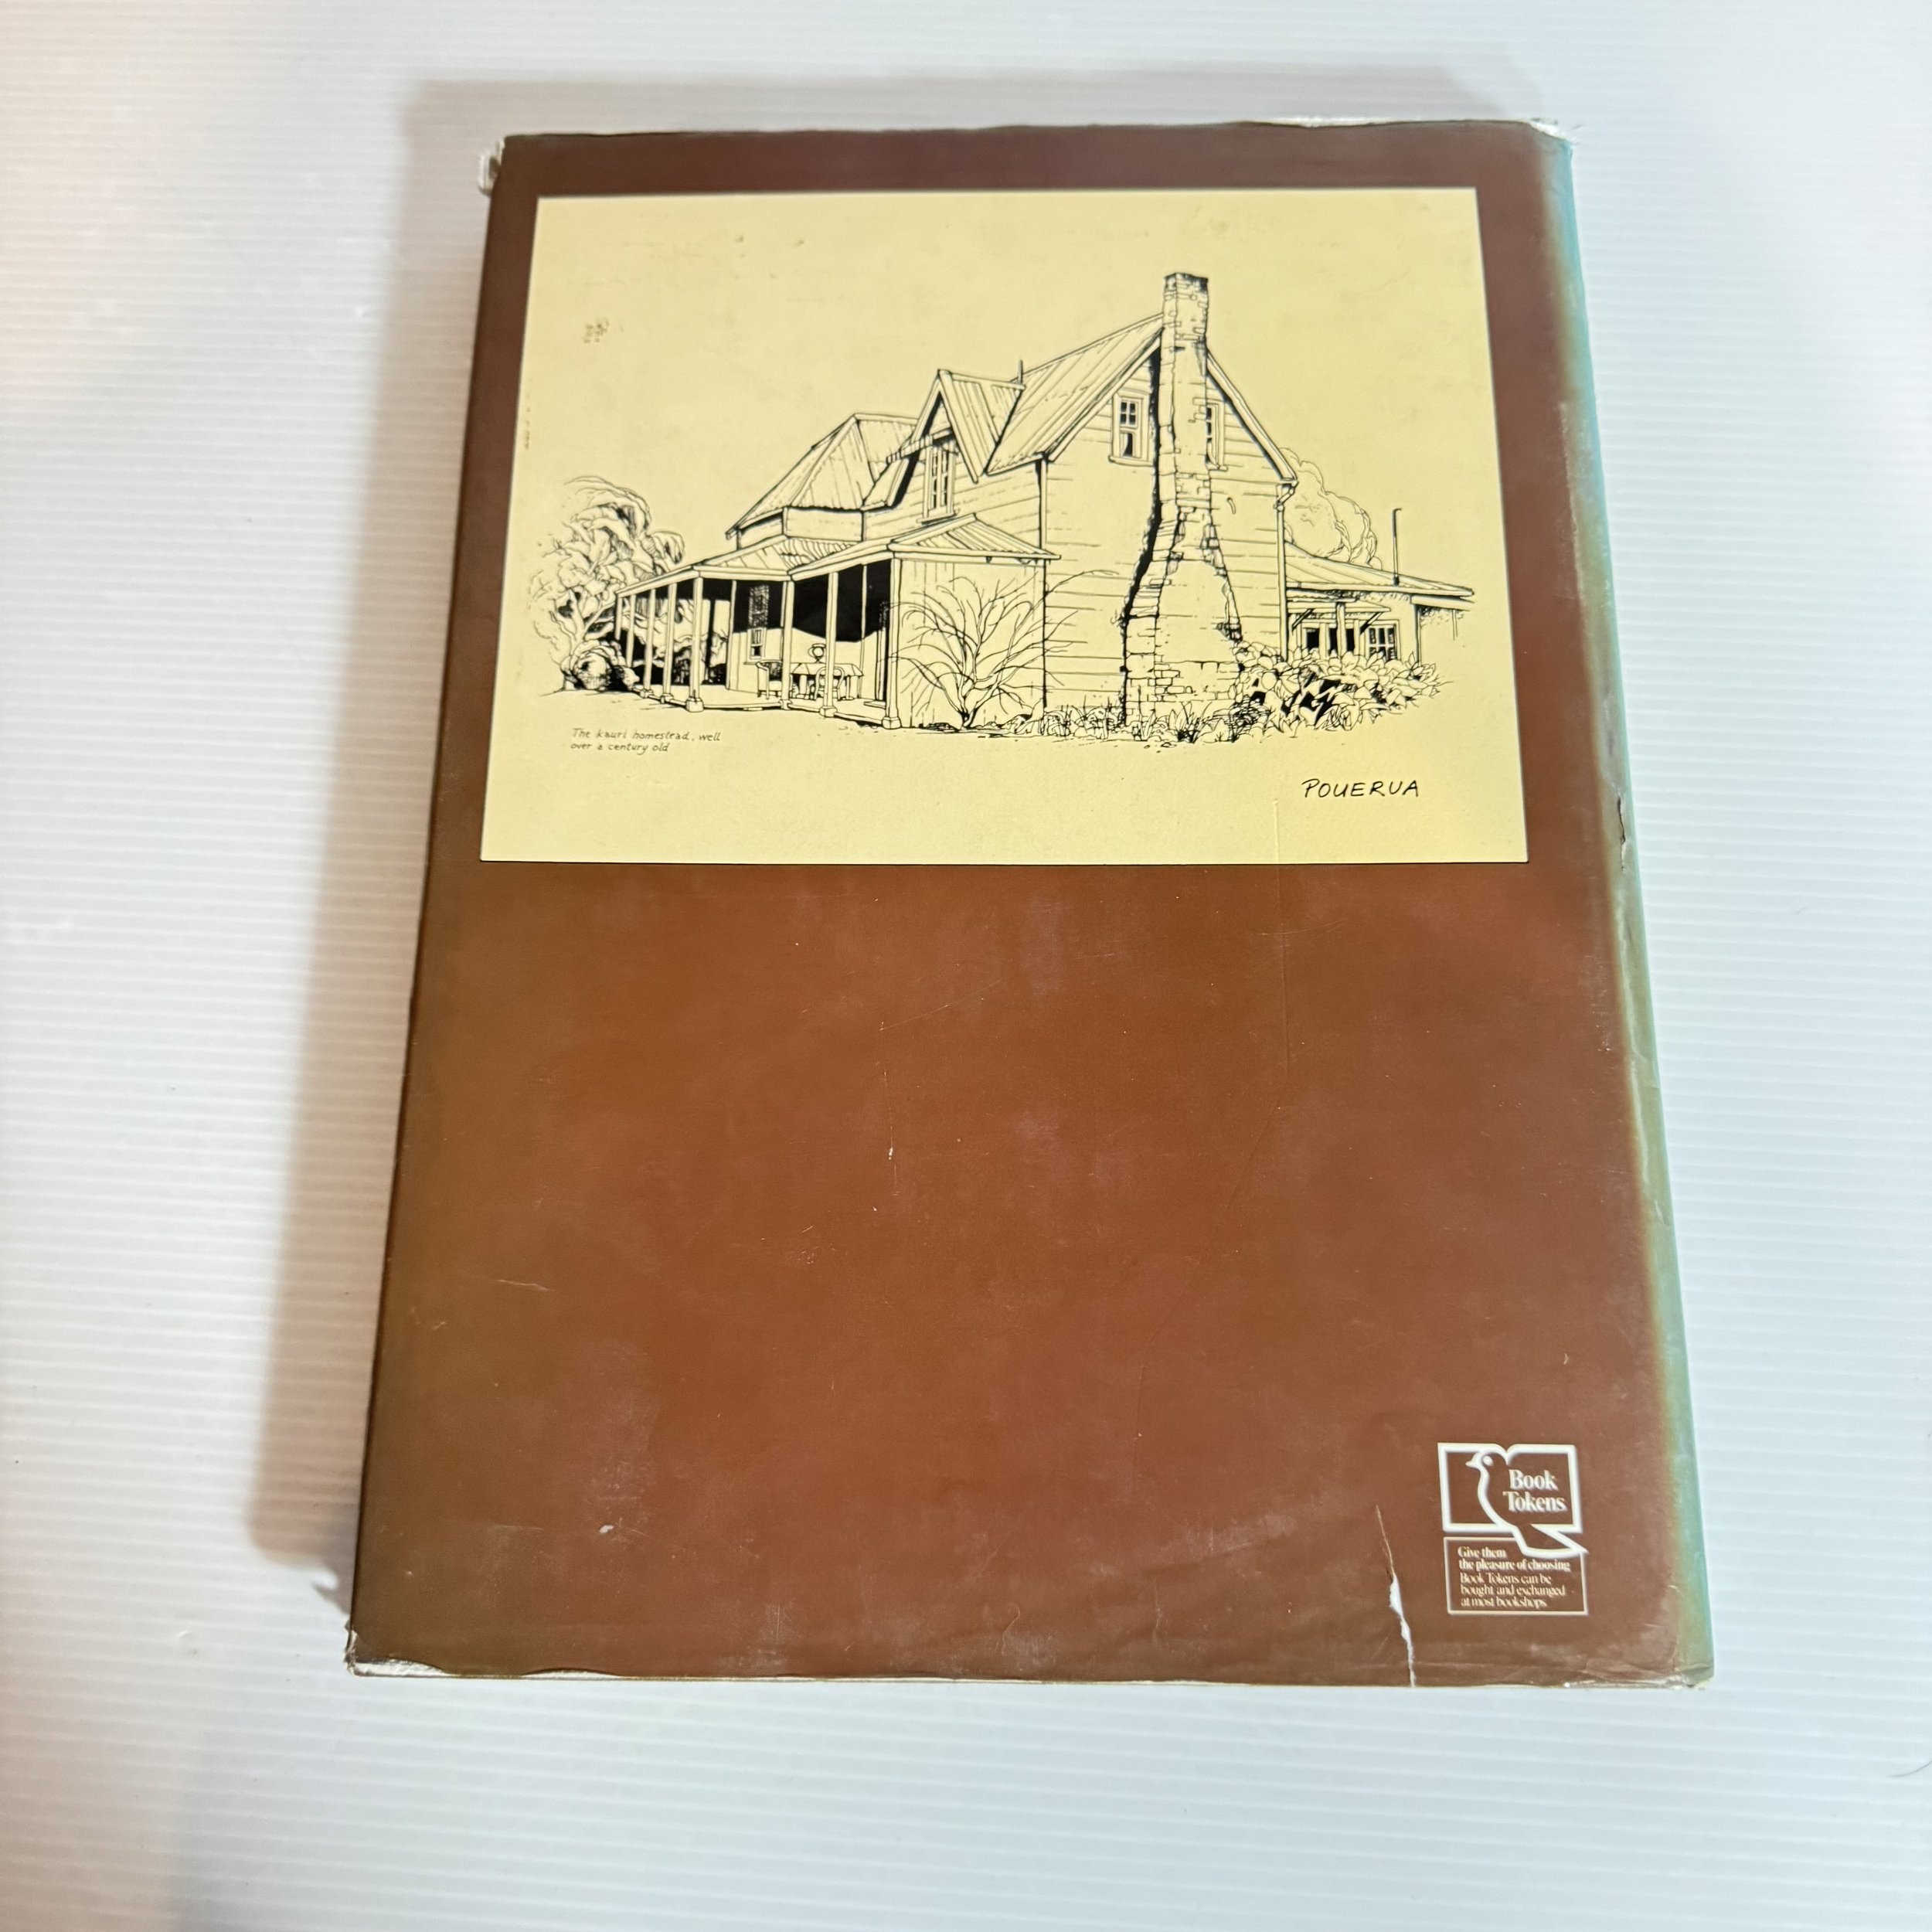 The kauri homestead, well
over a century old
POUERUA
Book
Tokens
Give them
the pleasure of choosing
Book Tokens can be
bought and exchanged
at most bookshops.